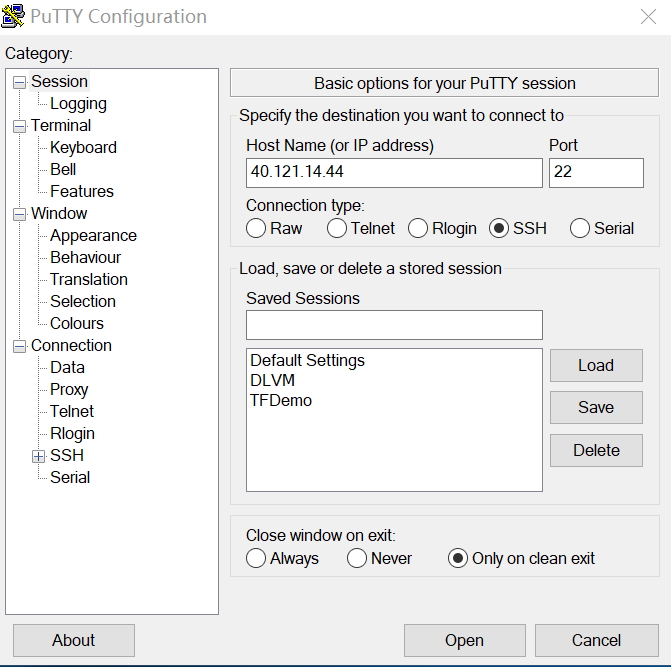 PuTTY Configuration
Category:
Session
Logging
Terminal
Keyboard
Bell
Features
Window
Appearance
Behaviour
Translation
Selection
Colours
Connection
Data
Proxy
Telnet
Rlogin
SSH
Serial
Basic options for your PuTTY session
Specify the destination you want to connect to
Host Name (or IP address) Port
40.121.14.44 22
Connection type:
Raw Telnet Rlogin SSH Serial
Load, save or delete a stored session
Saved Sessions
Default Settings
DLVM
TFDemo
Load
Save
Delete
Close window on exit:
Always Never Only on clean exit
About Open Cancel